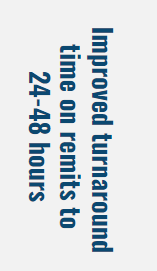 Improved turnaround
time on remits to
24-48 hours